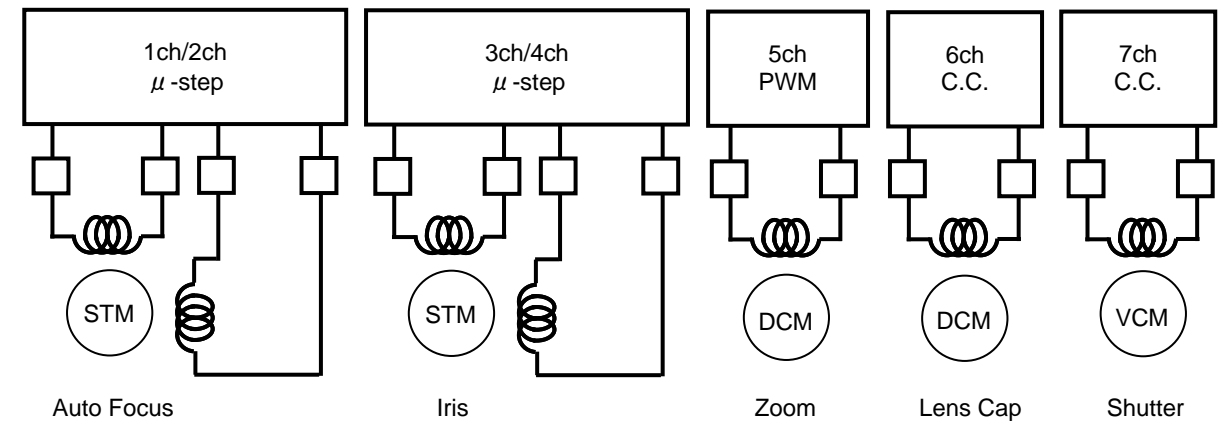 1ch/2ch
μ-step
3ch/4ch
μ-step
5ch
PWM
6ch
C.C.
7ch
C.C.
STM
STM
DCM
DCM
VCM
Auto Focus
Iris
Zoom
Lens Cap
Shutter